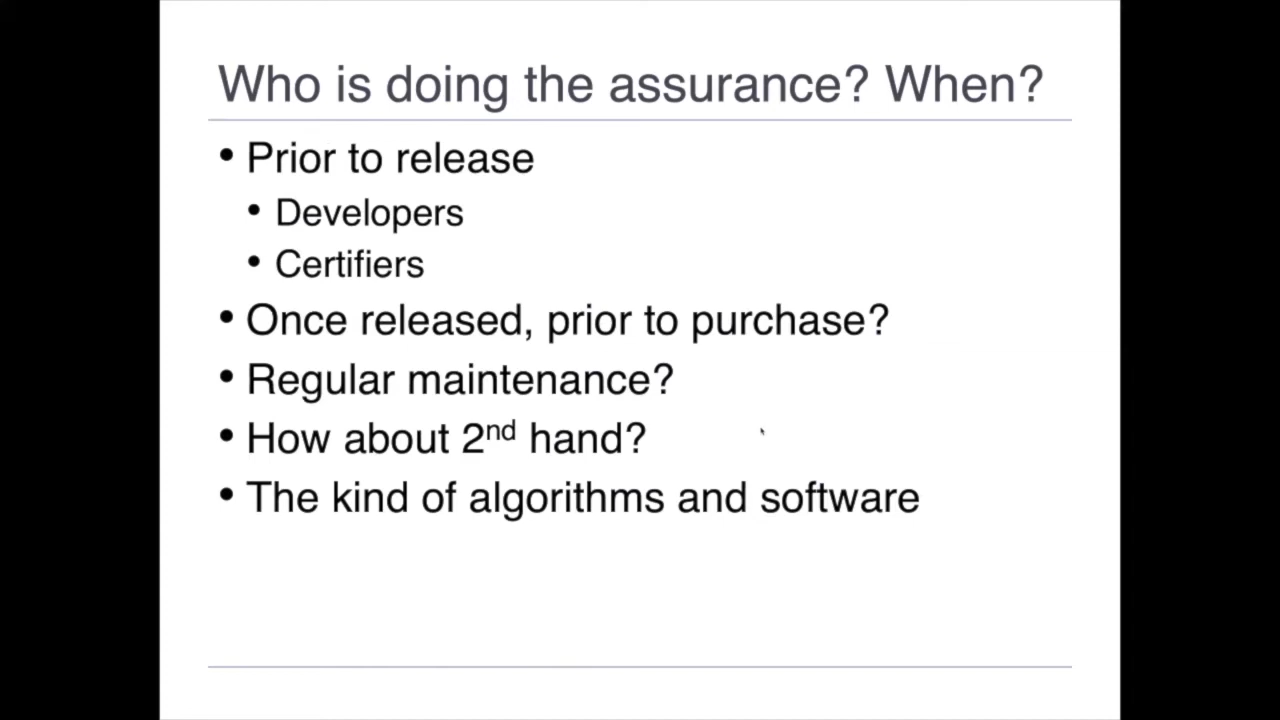 Who is doing the assurance? When?
• Prior to release
• Developers
• Certifiers
• Once released, prior to purchase?
• Regular maintenance?
• How about 2nd hand?
• The kind of algorithms and software